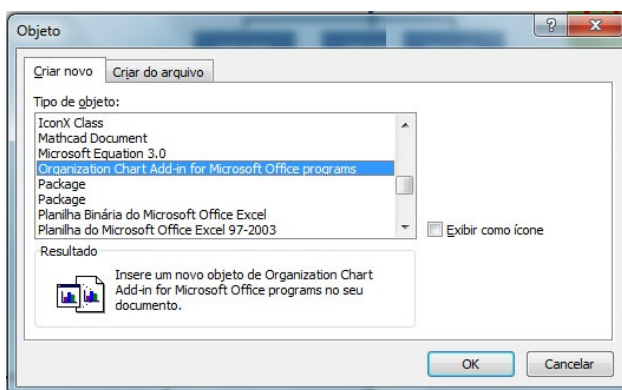 Objeto
Criar novo
Criar do arquivo
Tipo de objeto:
IconX Class
Mathcad Document
Microsoft Equation 3.0
Organization Chart Add-in for Microsoft Office programs
Package
Package
Planilha Binária do Microsoft Office Excel
Planilha do Microsoft Office Excel 97-2003
Exibir como ícone
Resultado
Insere um novo objeto de Organization Chart
Add-in for Microsoft Office programs no seu
documento.
OK
Cancelar